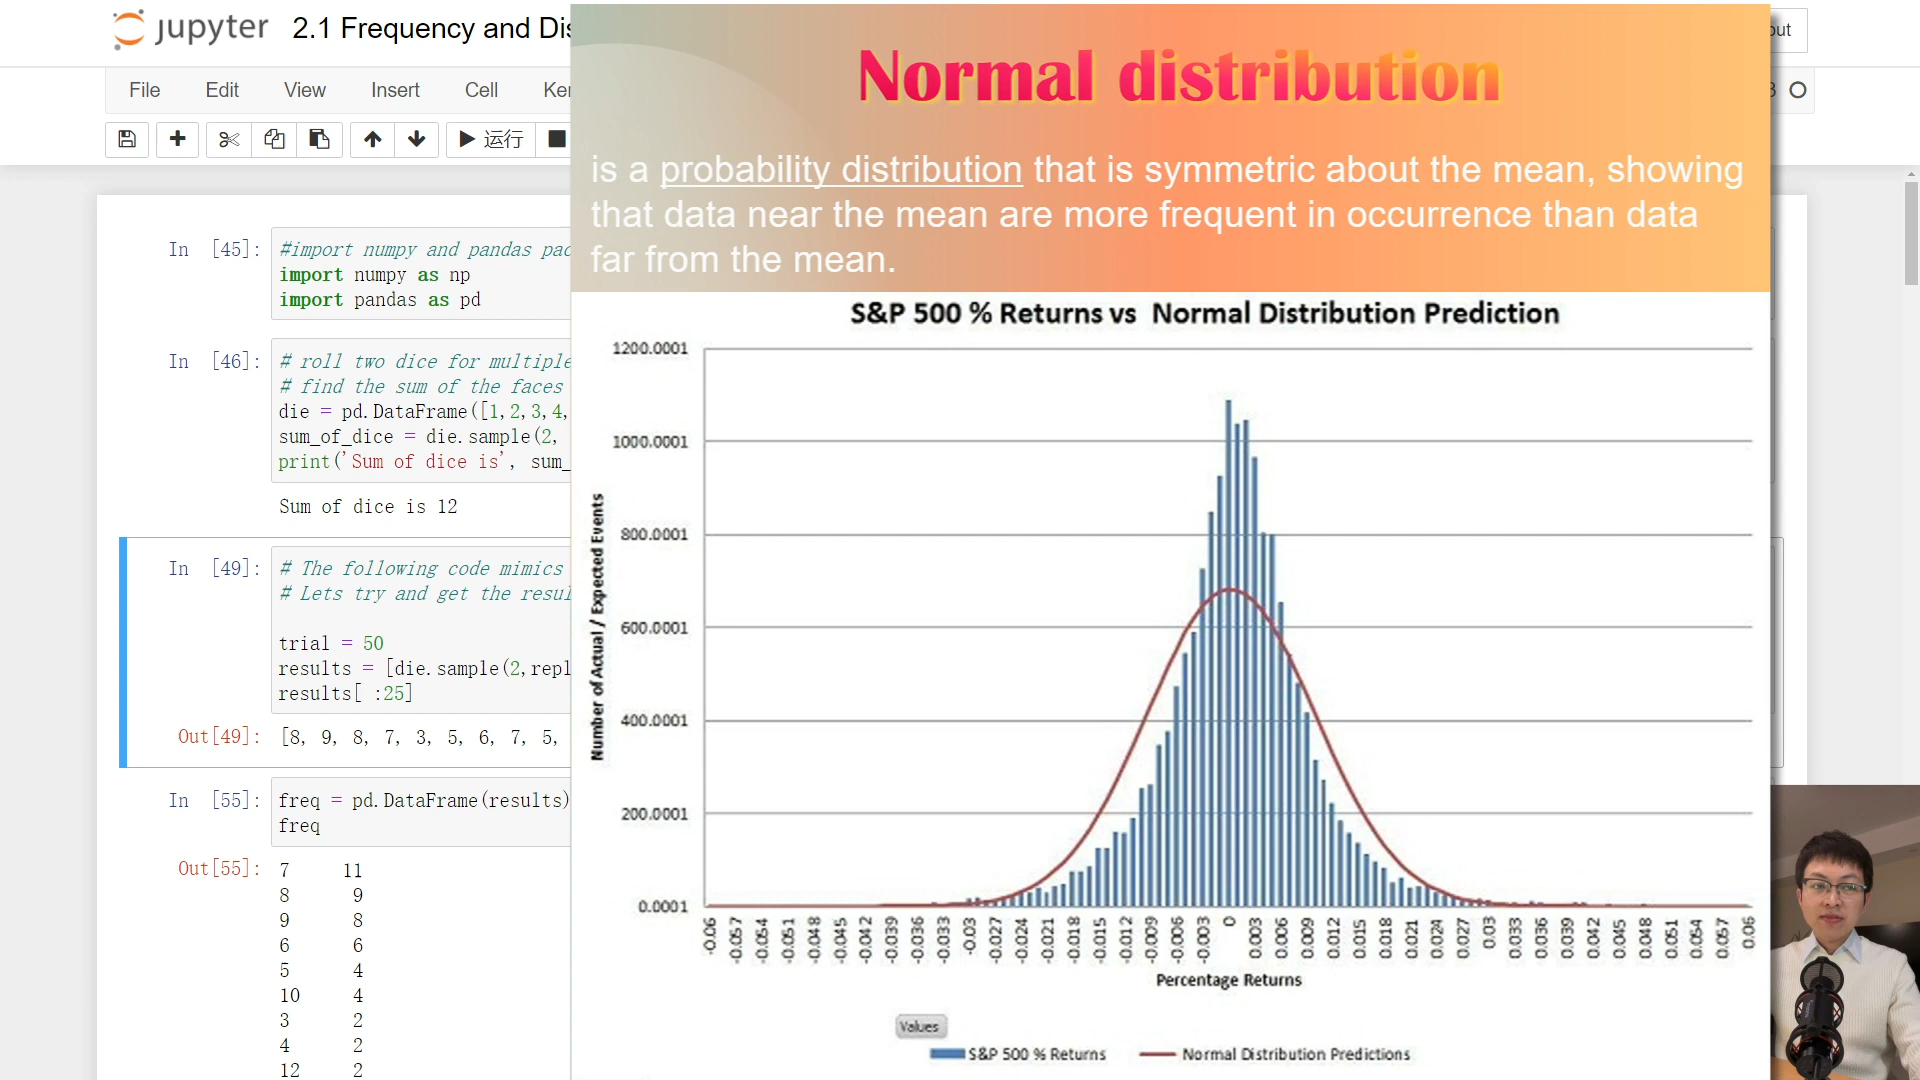 jupyter 2.1 Frequency and Dis
File Edit View Insert Cell Ker
运行
In [45]:
#import numpy and pandas pac
import numpy as np
import pandas as pd
In [46]:
# roll two dice for multiple
# find the sum of the faces
die = pd.DataFrame([1,2,3,4,
sum_of_dice = die.sample(2,
print('Sum of dice is', sum_
Sum of dice is 12
In [49]:
# The following code mimics
# Lets try and get the resul
trial = 50
results = [die.sample(2,repl
results[ :25]
Out[49]: [8, 9, 8, 7, 3, 5, 6, 7, 5,
In [55]:
freq = pd.DataFrame(results)
freq
Out[55]:
7 11
8 9
9 8
6 6
5 4
10 4
3 2
4 2
12 2
Normal distribution
is a probability distribution that is symmetric about the mean, showing
that data near the mean are more frequent in occurrence than data
far from the mean.
S&P 500 % Returns vs Normal Distribution Prediction
Number of Actual / Expected Events
1200.0001
1000.0001
800.0001
600.0001
400.0001
200.0001
0.0001
-0.06 -0.057 -0.054 -0.051 -0.048 -0.045 -0.042 -0.039 -0.036 -0.033 -0.03 -0.027 -0.024 -0.021 -0.018 -0.015 -0.012 -0.009 -0.006 -0.003 0 0.003 0.006 0.009 0.012 0.015 0.018 0.021 0.024 0.027 0.03 0.033 0.036 0.039 0.042 0.045 0.048 0.051 0.054 0.057 0.06
Percentage Returns
Values
S&P 500 % Returns Normal Distribution Predictions